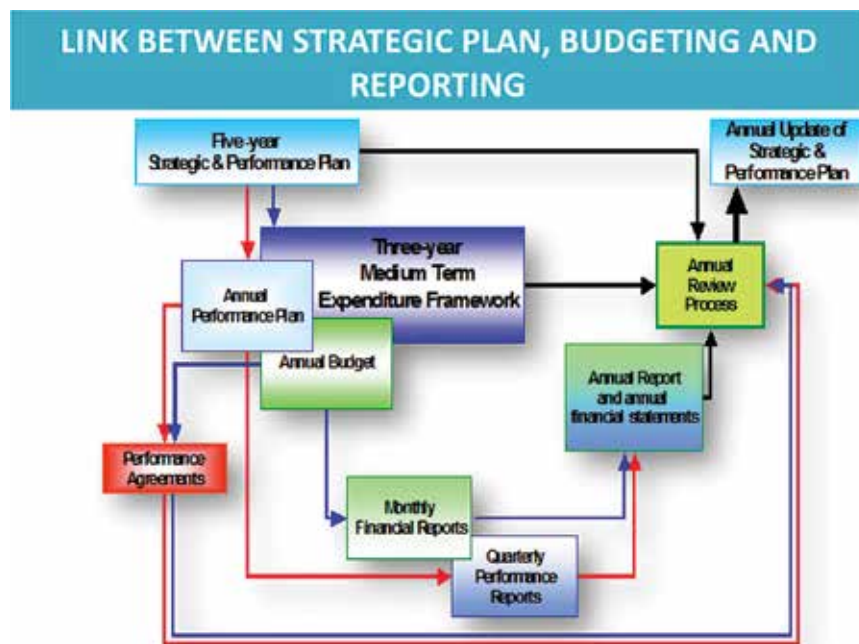 LINK BETWEEN STRATEGIC PLAN, BUDGETING AND
REPORTING
Five-year
Strategic & Performance Plan
Annual Update of
Strategic &
Performance Plan
Three-year
Medium Term
Expenditure Framework
Annual
Performance Plan
Annual
Review
Process
Annual Budget
Annual Report
and annual
financial statements
Performance
Agreements
Monthly
Financial Reports
Quarterly
Performance
Reports